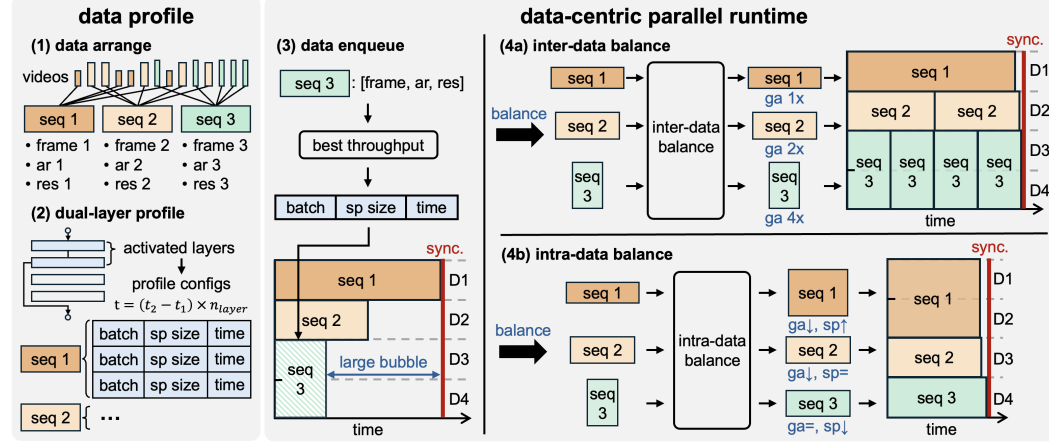 data profile
(1) data arrange
videos
seq 1
seq 2
seq 3
• frame 1
• ar 1
• res 1
• frame 2
• ar 2
• res 2
• frame 3
• ar 3
• res 3
(2) dual-layer profile
activated layers
profile configs
t = (t₂ − t₁) × n_layer
seq 1
batch sp size time
batch sp size time
batch sp size time
seq 2
...
data-centric parallel runtime
(3) data enqueue
seq 3 : [frame, ar, res]
best throughput
batch sp size time
sync.
seq 1
D1
seq 2
D2
seq
3
large bubble
D3
D4
time
(4a) inter-data balance
balance
seq 1
seq 2
seq
3
inter-data
balance
seq 1
ga 1x
seq 2
ga 2x
seq
3
ga 4x
sync.
seq 1
D1
seq 2 seq 2
D2
seq seq seq seq
3 3 3 3
D3
D4
time
(4b) intra-data balance
balance
seq 1
seq 2
seq
3
intra-data
balance
seq 1
ga↓, sp↑
seq 2
ga↓, sp=
seq 3
ga=, sp↓
sync.
seq 1
D1
D2
seq 2
D3
seq 3
D4
time